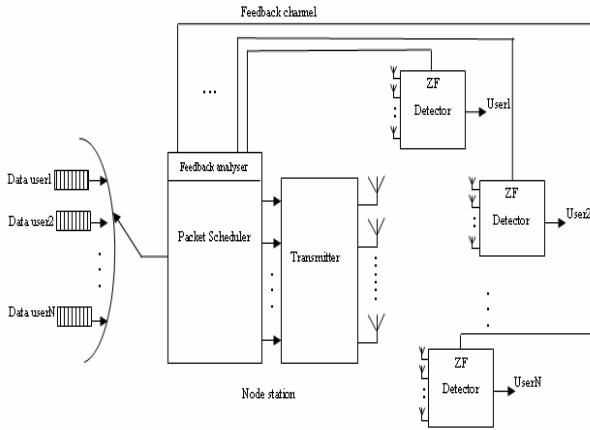 Feedback channel
...
ZF
Detector
User1
Feedback analyser
Data user1
Data user2
Packet Scheduler
Transmitter
ZF
Detector
User2
Data userN
ZF
Detector
UserN
Node station